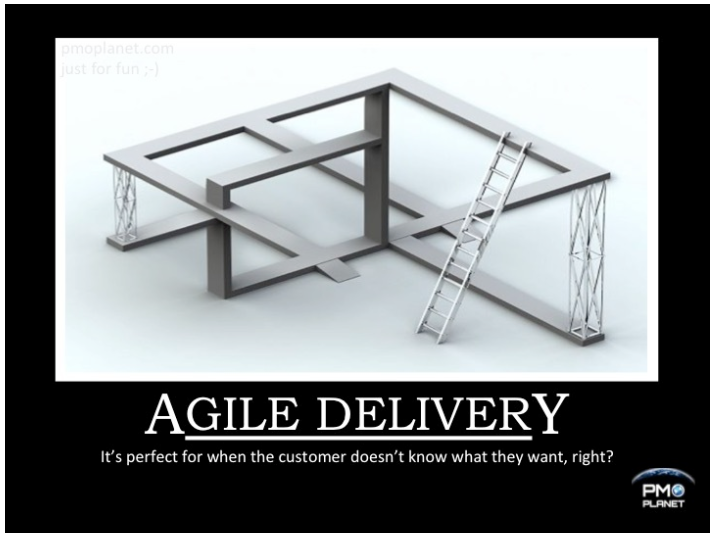 pmoplanet.com
just for fun ;-)
AGILE DELIVERY
It's perfect for when the customer doesn't know what they want, right?
PMO
PLANET